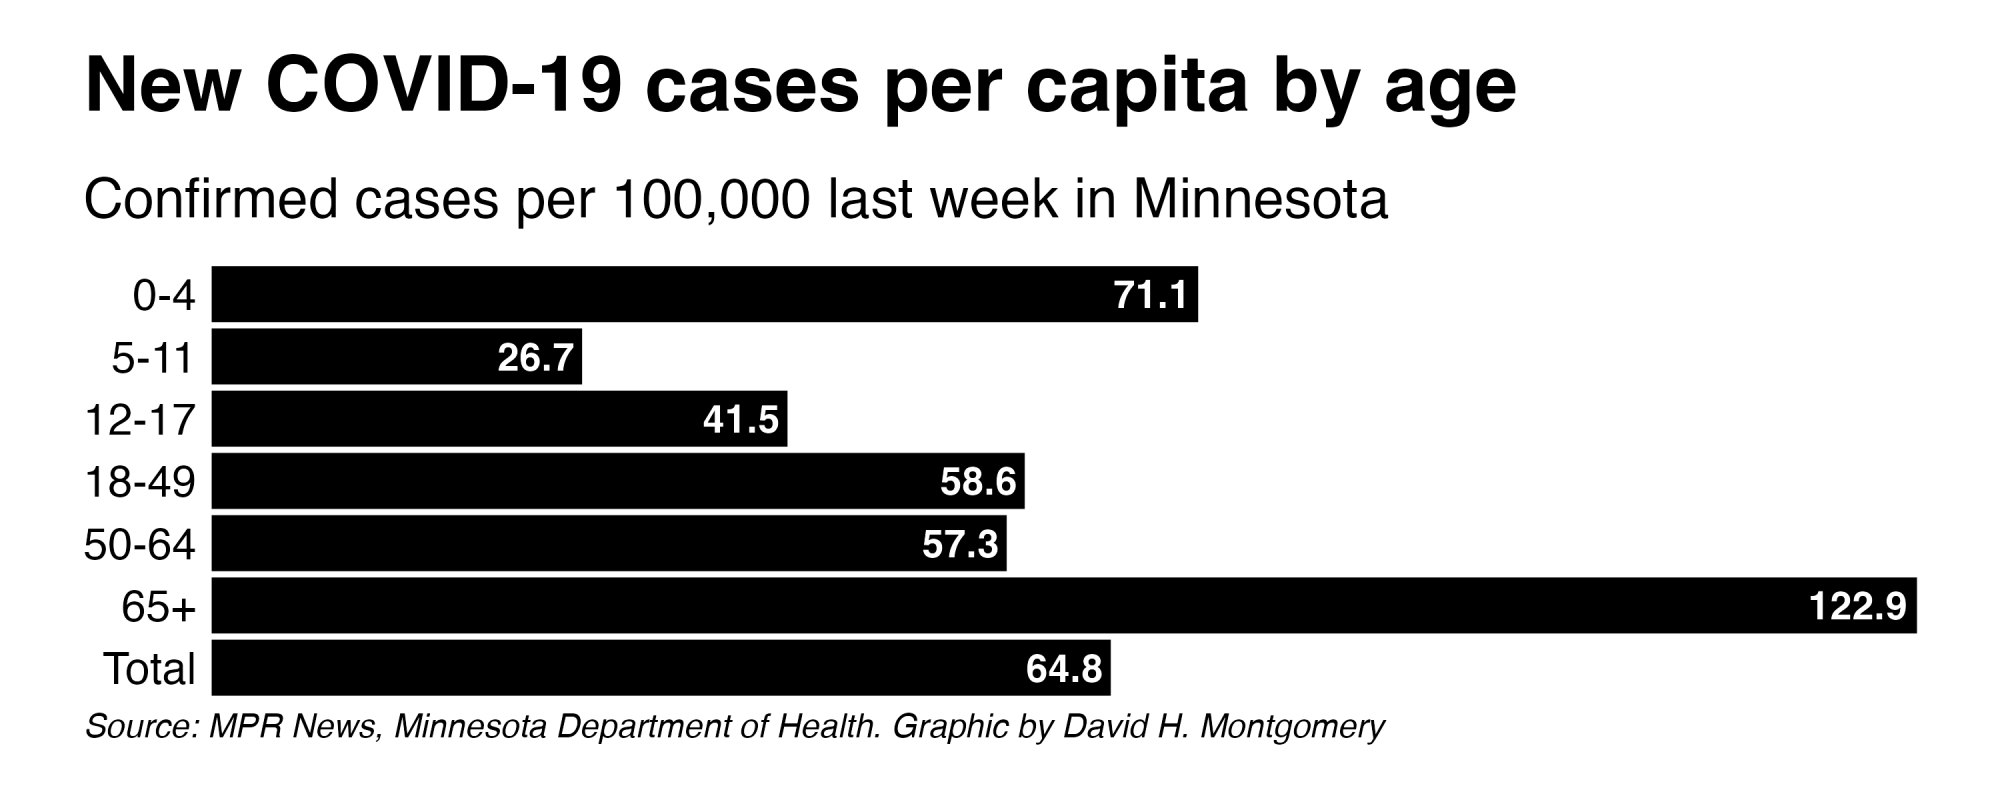 New COVID-19 cases per capita by age
Confirmed cases per 100,000 last week in Minnesota
0-4 71.1
5-11 26.7
12-17 41.5
18-49 58.6
50-64 57.3
65+ 122.9
Total 64.8
Source: MPR News, Minnesota Department of Health. Graphic by David H. Montgomery